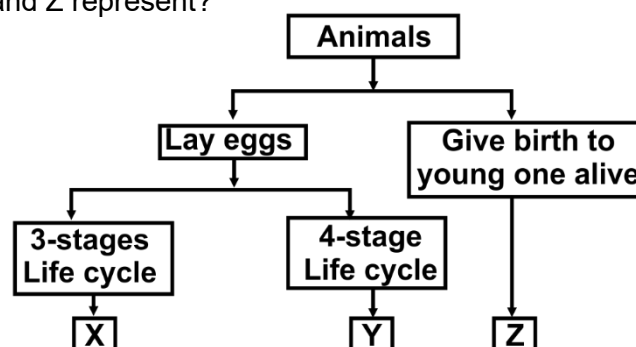 and Z represent?
Animals
Lay eggs
Give birth to
young one alive
3-stages
Life cycle
4-stage
Life cycle
X
Y
Z